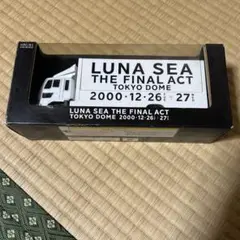 LUNA SEA
THE FINAL ACT
TOKYO DOME
2000·12·26 27
LUNA SEA THE FINAL ACT
TOKYO DOME 2000·12·26 27